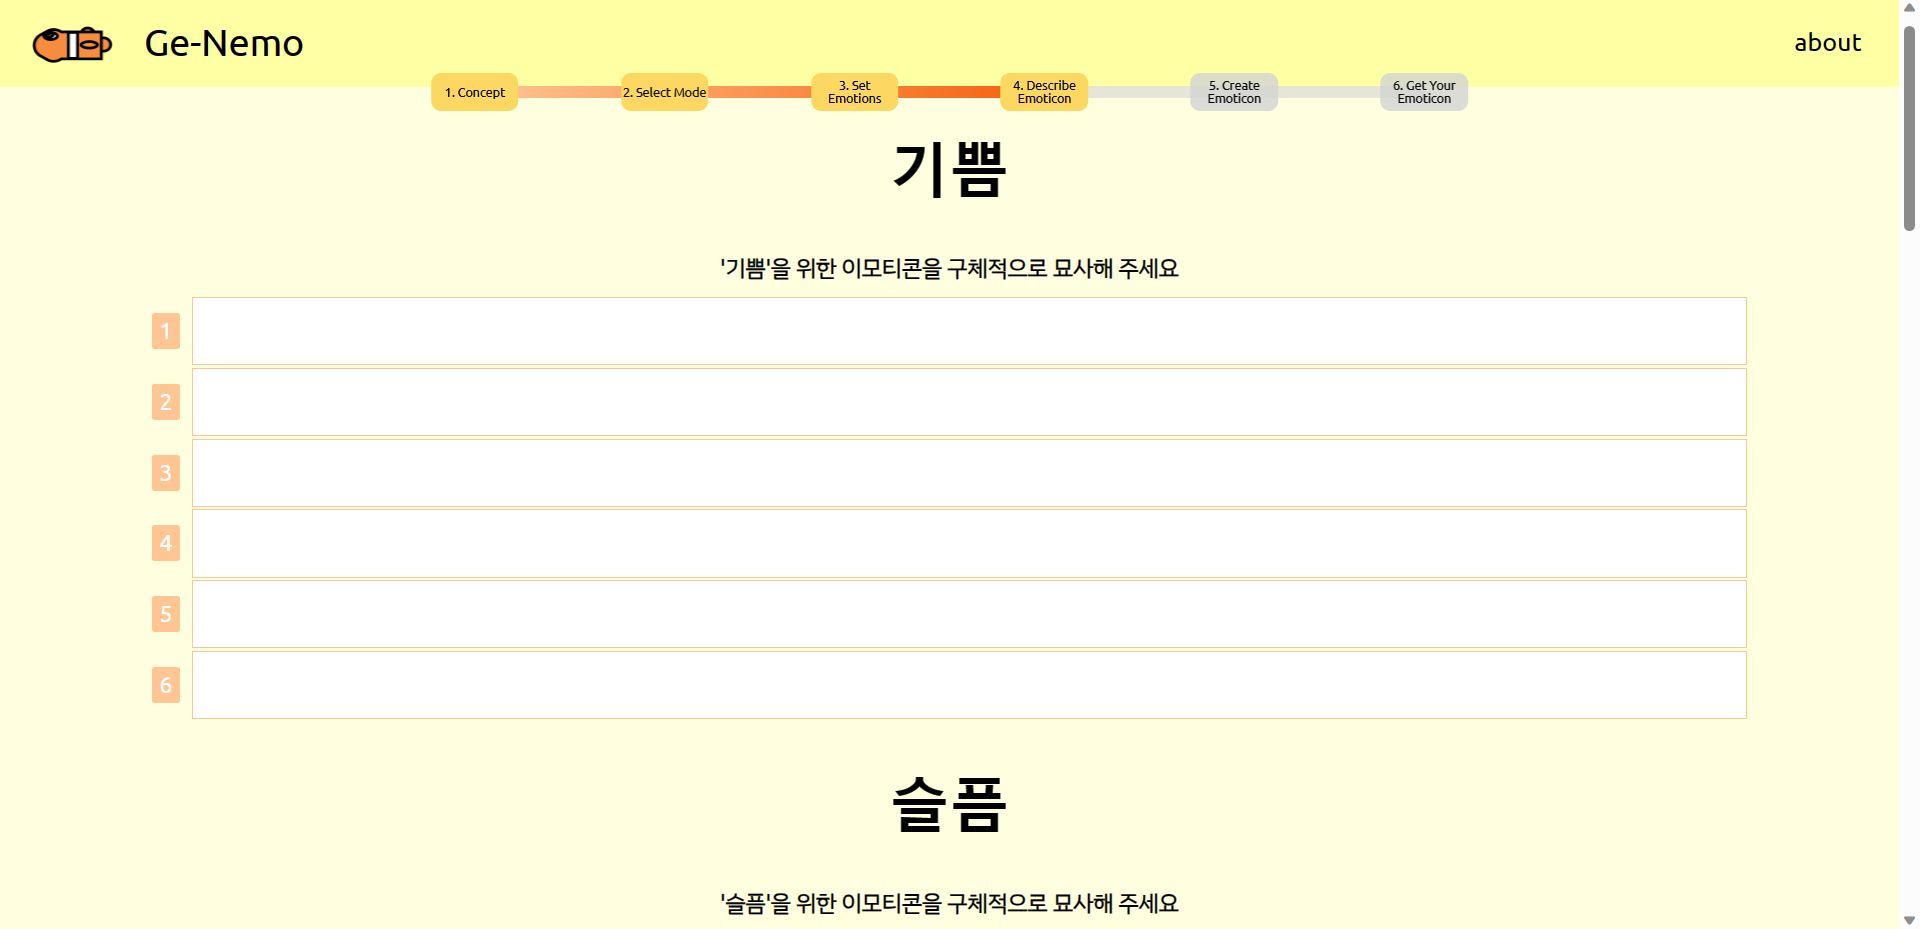 Ge-Nemo
about
1. Concept
2. Select Mode
3. Set
Emotions
4. Describe
Emoticon
5. Create
Emoticon
6. Get Your
Emoticon
기쁨
'기쁨'을 위한 이모티콘을 구체적으로 묘사해 주세요
1
2
3
4
5
6
슬픔
'슬픔'을 위한 이모티콘을 구체적으로 묘사해 주세요